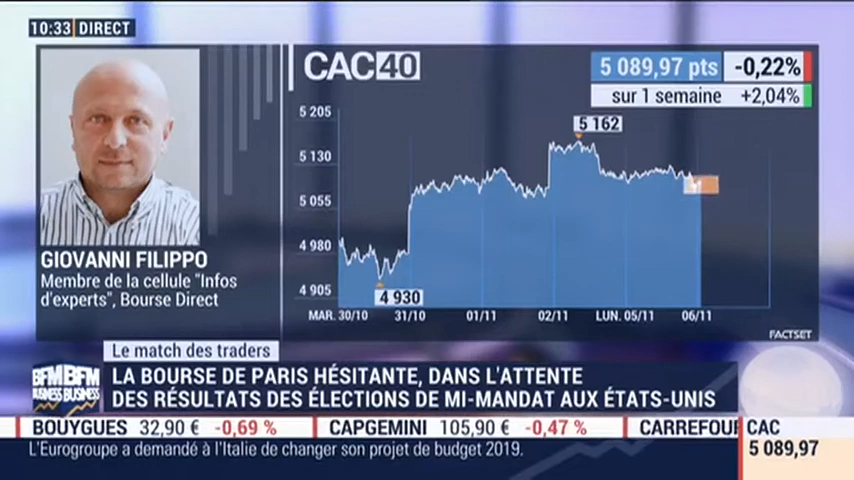 10:33 DIRECT
CAC40
5 089,97 pts -0,22%
sur 1 semaine +2,04%
5 205
5 130
5 055
4 980
4 905
5 162
4 930
MAR. 30/10 31/10 01/11 02/11 LUN. 05/11 06/11
FACTSET
GIOVANNI FILIPPO
Membre de la cellule "Infos
d'experts", Bourse Direct
Le match des traders
BFM BFM
BUSINESS BUSINESS
LA BOURSE DE PARIS HÉSITANTE, DANS L'ATTENTE
DES RÉSULTATS DES ÉLECTIONS DE MI-MANDAT AUX ÉTATS-UNIS
BOUYGUES 32,90 € -0,69 % CAPGEMINI 105,90 € -0,47 % CARREFOUR
CAC
5 089,97
L'Eurogroupe a demandé à l'Italie de changer son projet de budget 2019.